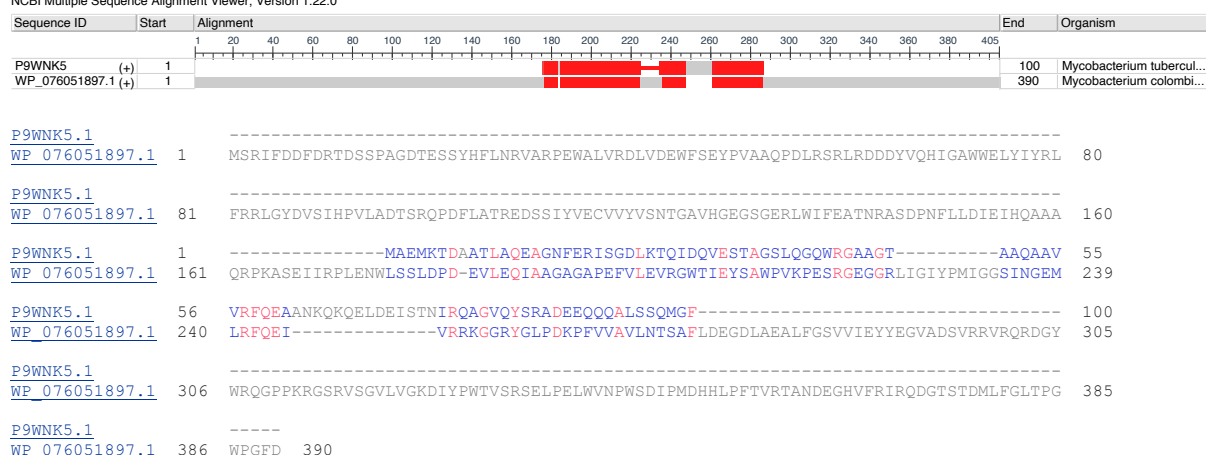 NCBI Multiple Sequence Alignment Viewer, Version 1.22.0
Sequence ID Start Alignment End Organism
1 20 40 60 80 100 120 140 160 180 200 220 240 260 280 300 320 340 360 380 405
P9WNK5 (+) 1 100 Mycobacterium tubercul...
WP_076051897.1 (+) 1 390 Mycobacterium colombi...
P9WNK5.1 --------------------------------------------------------------------------------
WP_076051897.1 1 MSRIFDDFDRTDSSPAGDTESSYHFLNRVARPEWALVRDLVDEWFSEYPVAAQPDLRSRLRDDDYVQHIGAWWELYIYRL 80
P9WNK5.1 --------------------------------------------------------------------------------
WP_076051897.1 81 FRRLGYDVSIHPVLADTSRQPDFLATREDSSIYVECVVYVSNTGAVHGEGSGERLWIFEATNRASDPNFLLDIEIHQAAA 160
P9WNK5.1 1 ---------------MAEMKTDAATLAQEAGNFERISGDLKTQIDQVESTAGSLQGQWRGAAGT----------AAQAAV 55
WP_076051897.1 161 QRPKASEIIRPLENWLSSLDPD-EVLEQIAAGAGAPEFVLEVRGWTIEYSAWPVKPESRGEGGRLIGIYPMIGGSINGEM 239
P9WNK5.1 56 VRFQEAANKQKQELDEISTNIRQAGVQYSRADEEQQQALSSQMGF----------------------------------- 100
WP_076051897.1 240 LRFQEI--------------VRRKGGRYGLPDKPFVVAVLNTSAFLDEGDLAEALFGSVVIEYYEGVADSVRRVRQRDGY 305
P9WNK5.1 --------------------------------------------------------------------------------
WP_076051897.1 306 WRQGPPKRGSRVSGVLVGKDIYPWTVSRSELPELWVNPWSDIPMDHHLPFTVRTANDEGHVFRIRQDGTSTDMLFGLTPG 385
P9WNK5.1 -----
WP_076051897.1 386 WPGFD 390